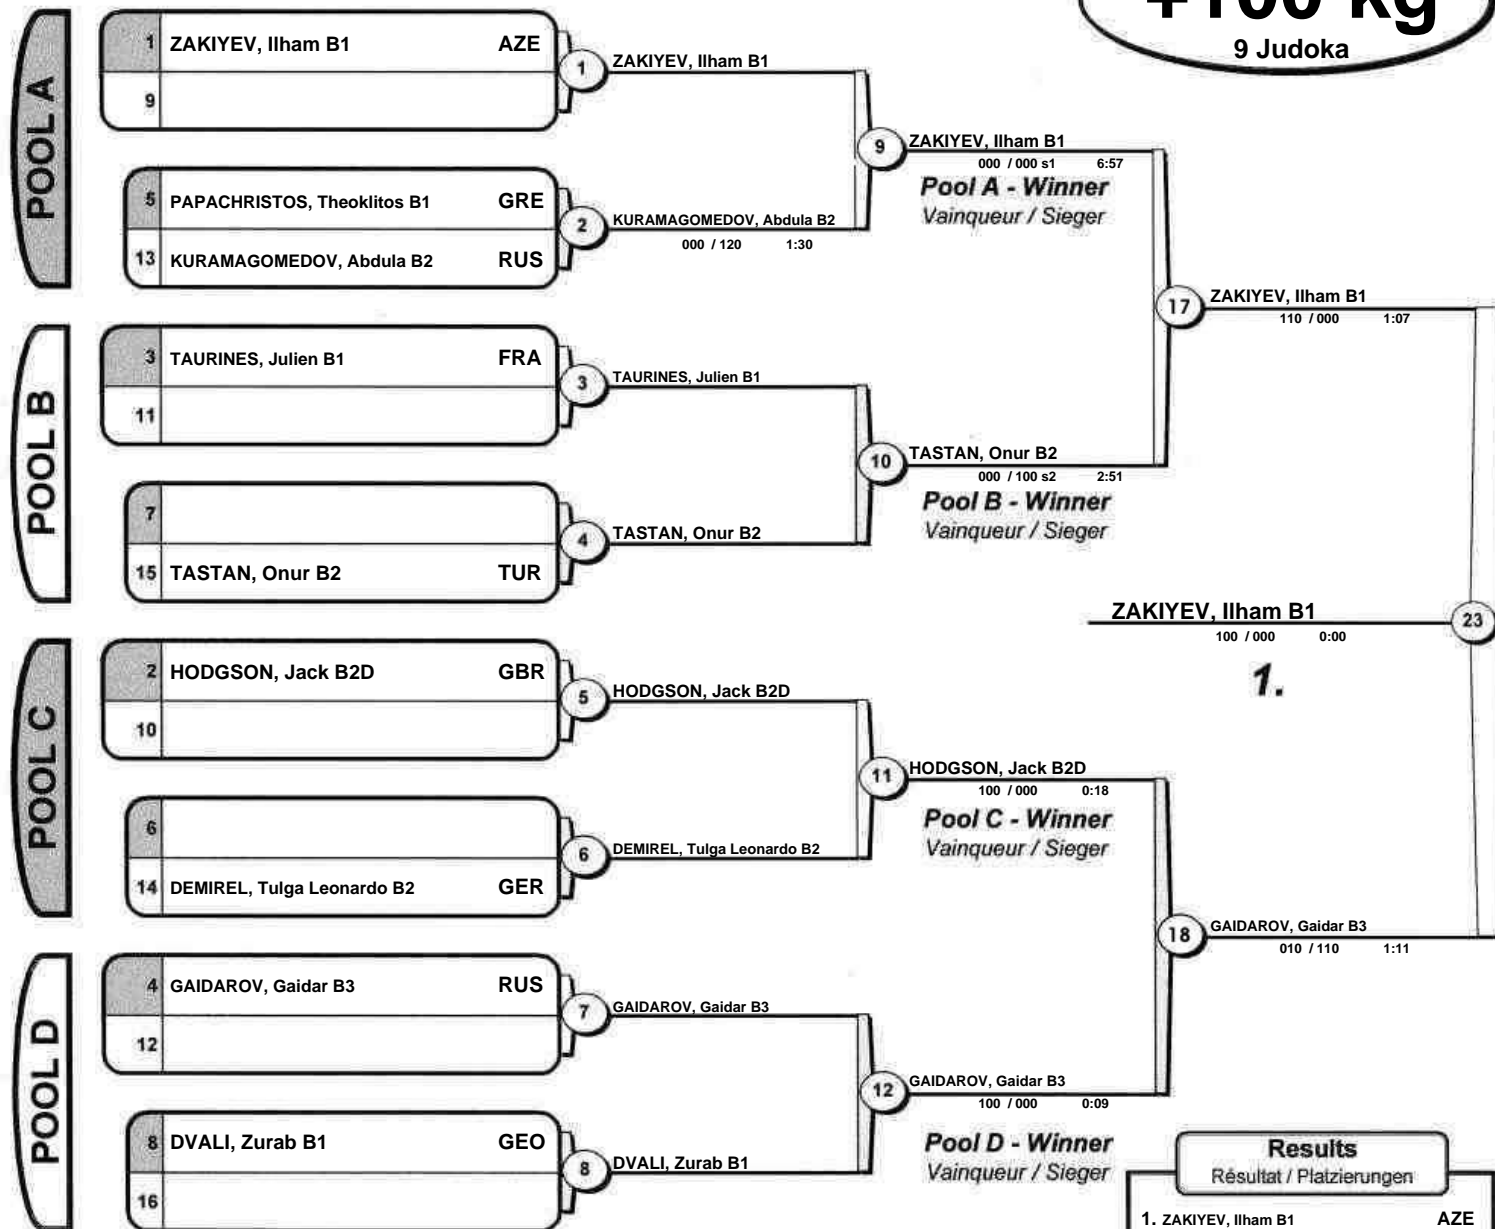 +100 kg
9 Judoka
POOL A
1 ZAKIYEV, Ilham B1 AZE
9
1
ZAKIYEV, Ilham B1
5 PAPACHRISTOS, Theoklitos B1 GRE
13 KURAMAGOMEDOV, Abdula B2 RUS
2
KURAMAGOMEDOV, Abdula B2
000 / 120 1:30
9
ZAKIYEV, Ilham B1
000 / 000 s1 6:57
Pool A - Winner
Vainqueur / Sieger
POOL B
3 TAURINES, Julien B1 FRA
11
3
TAURINES, Julien B1
7
15 TASTAN, Onur B2 TUR
4
TASTAN, Onur B2
10
TASTAN, Onur B2
000 / 100 s2 2:51
Pool B - Winner
Vainqueur / Sieger
17
ZAKIYEV, Ilham B1
110 / 000 1:07
POOL C
2 HODGSON, Jack B2D GBR
10
5
HODGSON, Jack B2D
6
14 DEMIREL, Tulga Leonardo B2 GER
6
DEMIREL, Tulga Leonardo B2
11
HODGSON, Jack B2D
100 / 000 0:18
Pool C - Winner
Vainqueur / Sieger
POOL D
4 GAIDAROV, Gaidar B3 RUS
12
7
GAIDAROV, Gaidar B3
8 DVALI, Zurab B1 GEO
16
8
DVALI, Zurab B1
12
GAIDAROV, Gaidar B3
100 / 000 0:09
Pool D - Winner
Vainqueur / Sieger
18
GAIDAROV, Gaidar B3
010 / 110 1:11
ZAKIYEV, Ilham B1
100 / 000 0:00
23
1.
Results
Résultat / Platzierungen
1. ZAKIYEV, Ilham B1 AZE